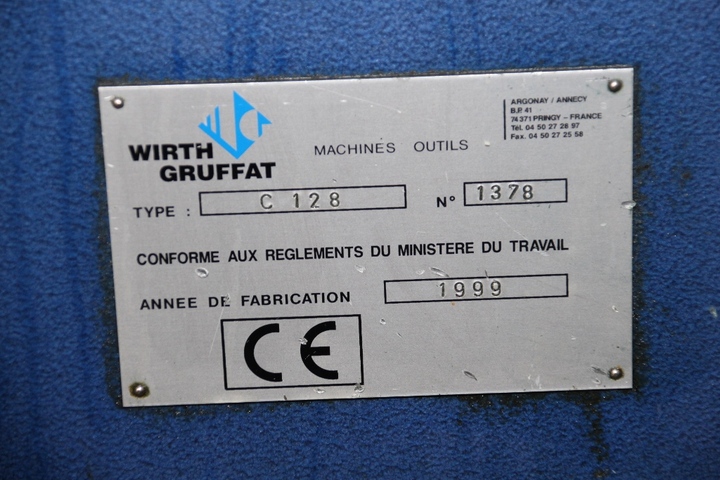 WIRTH
GRUFFAT
MACHINES OUTILS
ARGONAY / ANNECY
B.P. 41
74371 PRINGY – FRANCE
Tél. 04 50 27 28 97
Fax. 04 50 27 25 58
TYPE : C 128 N° 1378
CONFORME AUX REGLEMENTS DU MINISTERE DU TRAVAIL
ANNEE DE FABRICATION 1999
CE